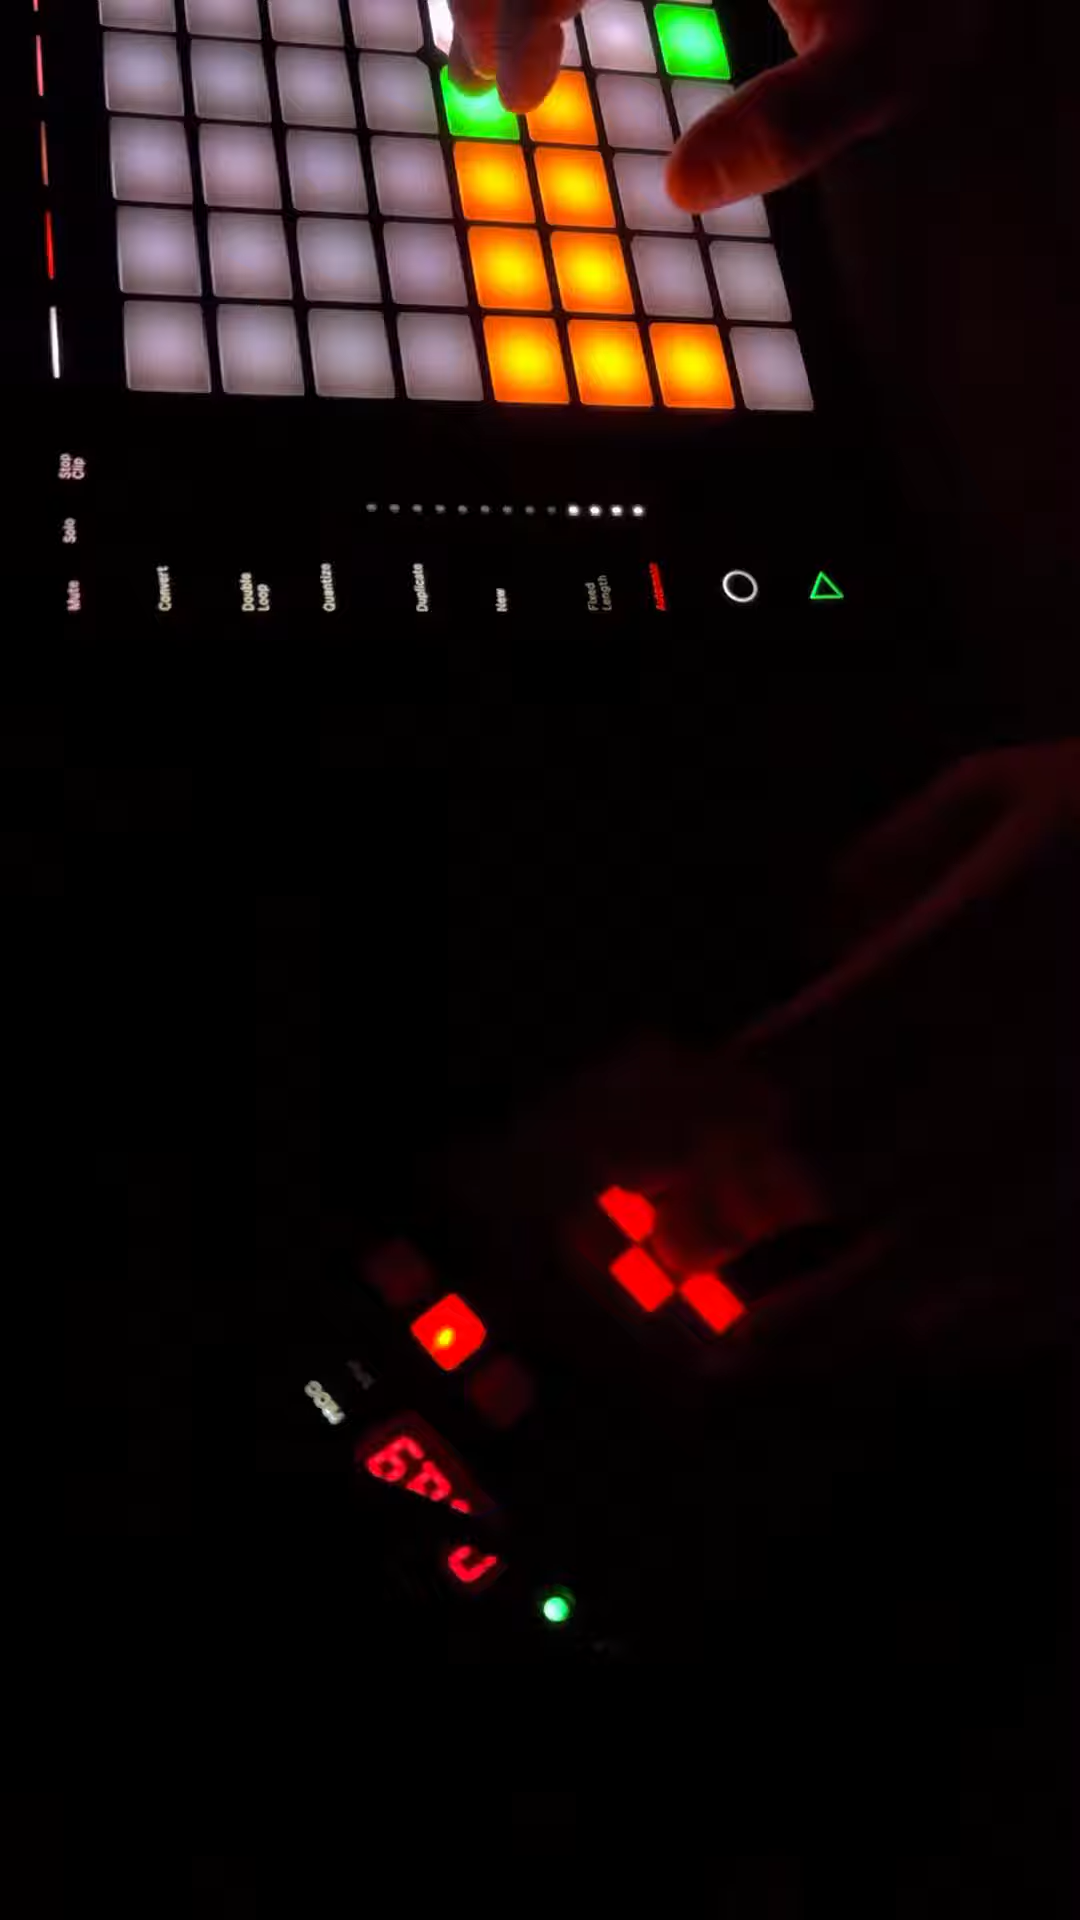 Stop
Clip
Solo
Mute
Convert
Double
Loop
Quantize
Duplicate
New
Fixed
Length
Automate